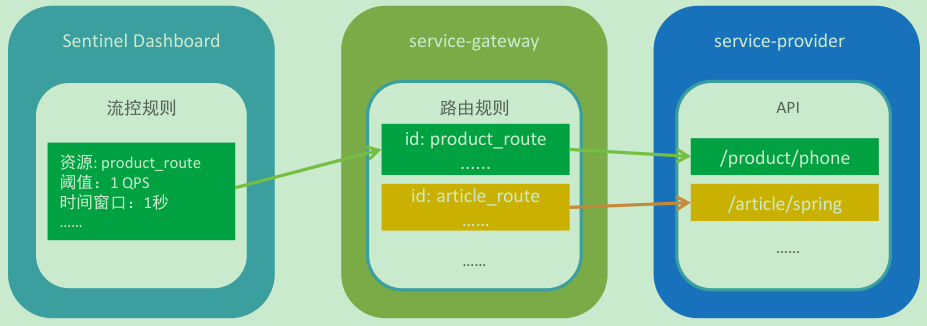 Sentinel Dashboard
流控规则
资源: product_route
阈值：1 QPS
时间窗口：1秒
......
service-gateway
路由规则
id: product_route
......
id: article_route
......
......
service-provider
API
/product/phone
/article/spring
......